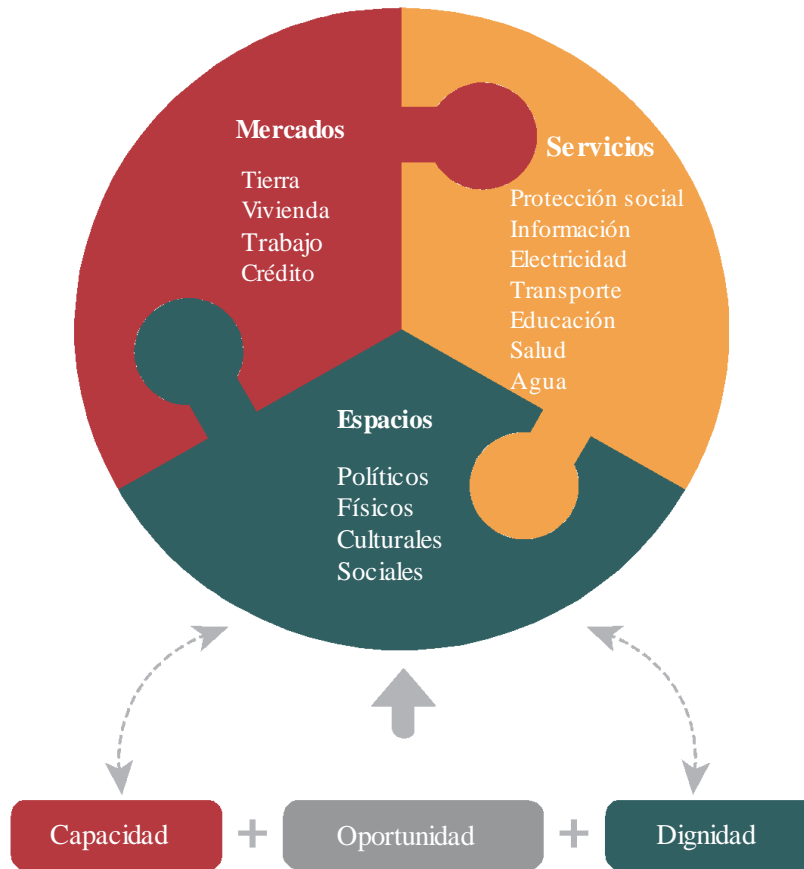 Mercados
Tierra
Vivienda
Trabajo
Crédito
Servicios
Protección social
Información
Electricidad
Transporte
Educación
Salud
Agua
Espacios
Políticos
Físicos
Culturales
Sociales
Capacidad + Oportunidad + Dignidad